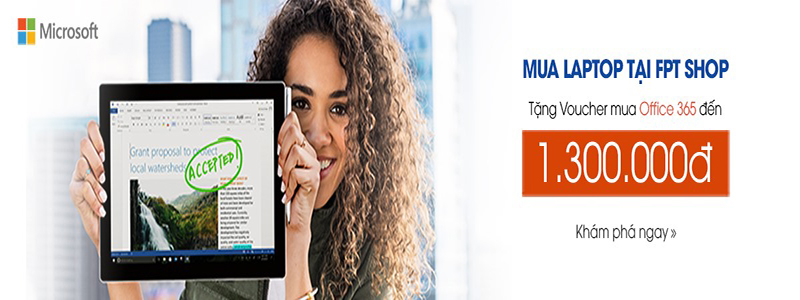 Microsoft
MUA LAPTOP TẠI FPT SHOP
Tặng Voucher mua Office 365 đến
1.300.000đ
Khám phá ngay »
Grant proposal to protect
local watersheds
ACCEPTED!